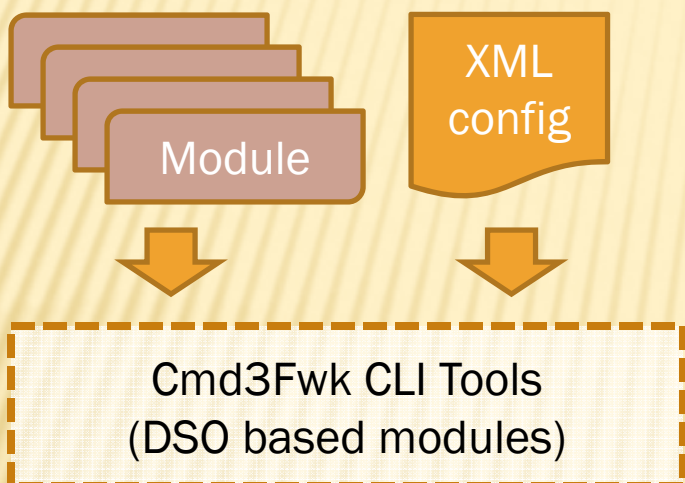 Module
XML
config
Cmd3Fwk CLI Tools
(DSO based modules)